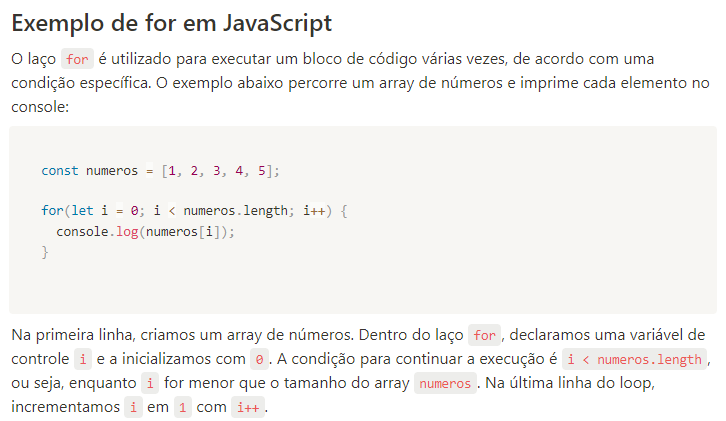 Exemplo de for em JavaScript
O laço for é utilizado para executar um bloco de código várias vezes, de acordo com uma
condição específica. O exemplo abaixo percorre um array de números e imprime cada elemento no
console:
const numeros = [1, 2, 3, 4, 5];
for(let i = 0; i < numeros.length; i++) {
  console.log(numeros[i]);
}
Na primeira linha, criamos um array de números. Dentro do laço for, declaramos uma variável de
controle i e a inicializamos com 0. A condição para continuar a execução é i < numeros.length,
ou seja, enquanto i for menor que o tamanho do array numeros. Na última linha do loop,
incrementamos i em 1 com i++.